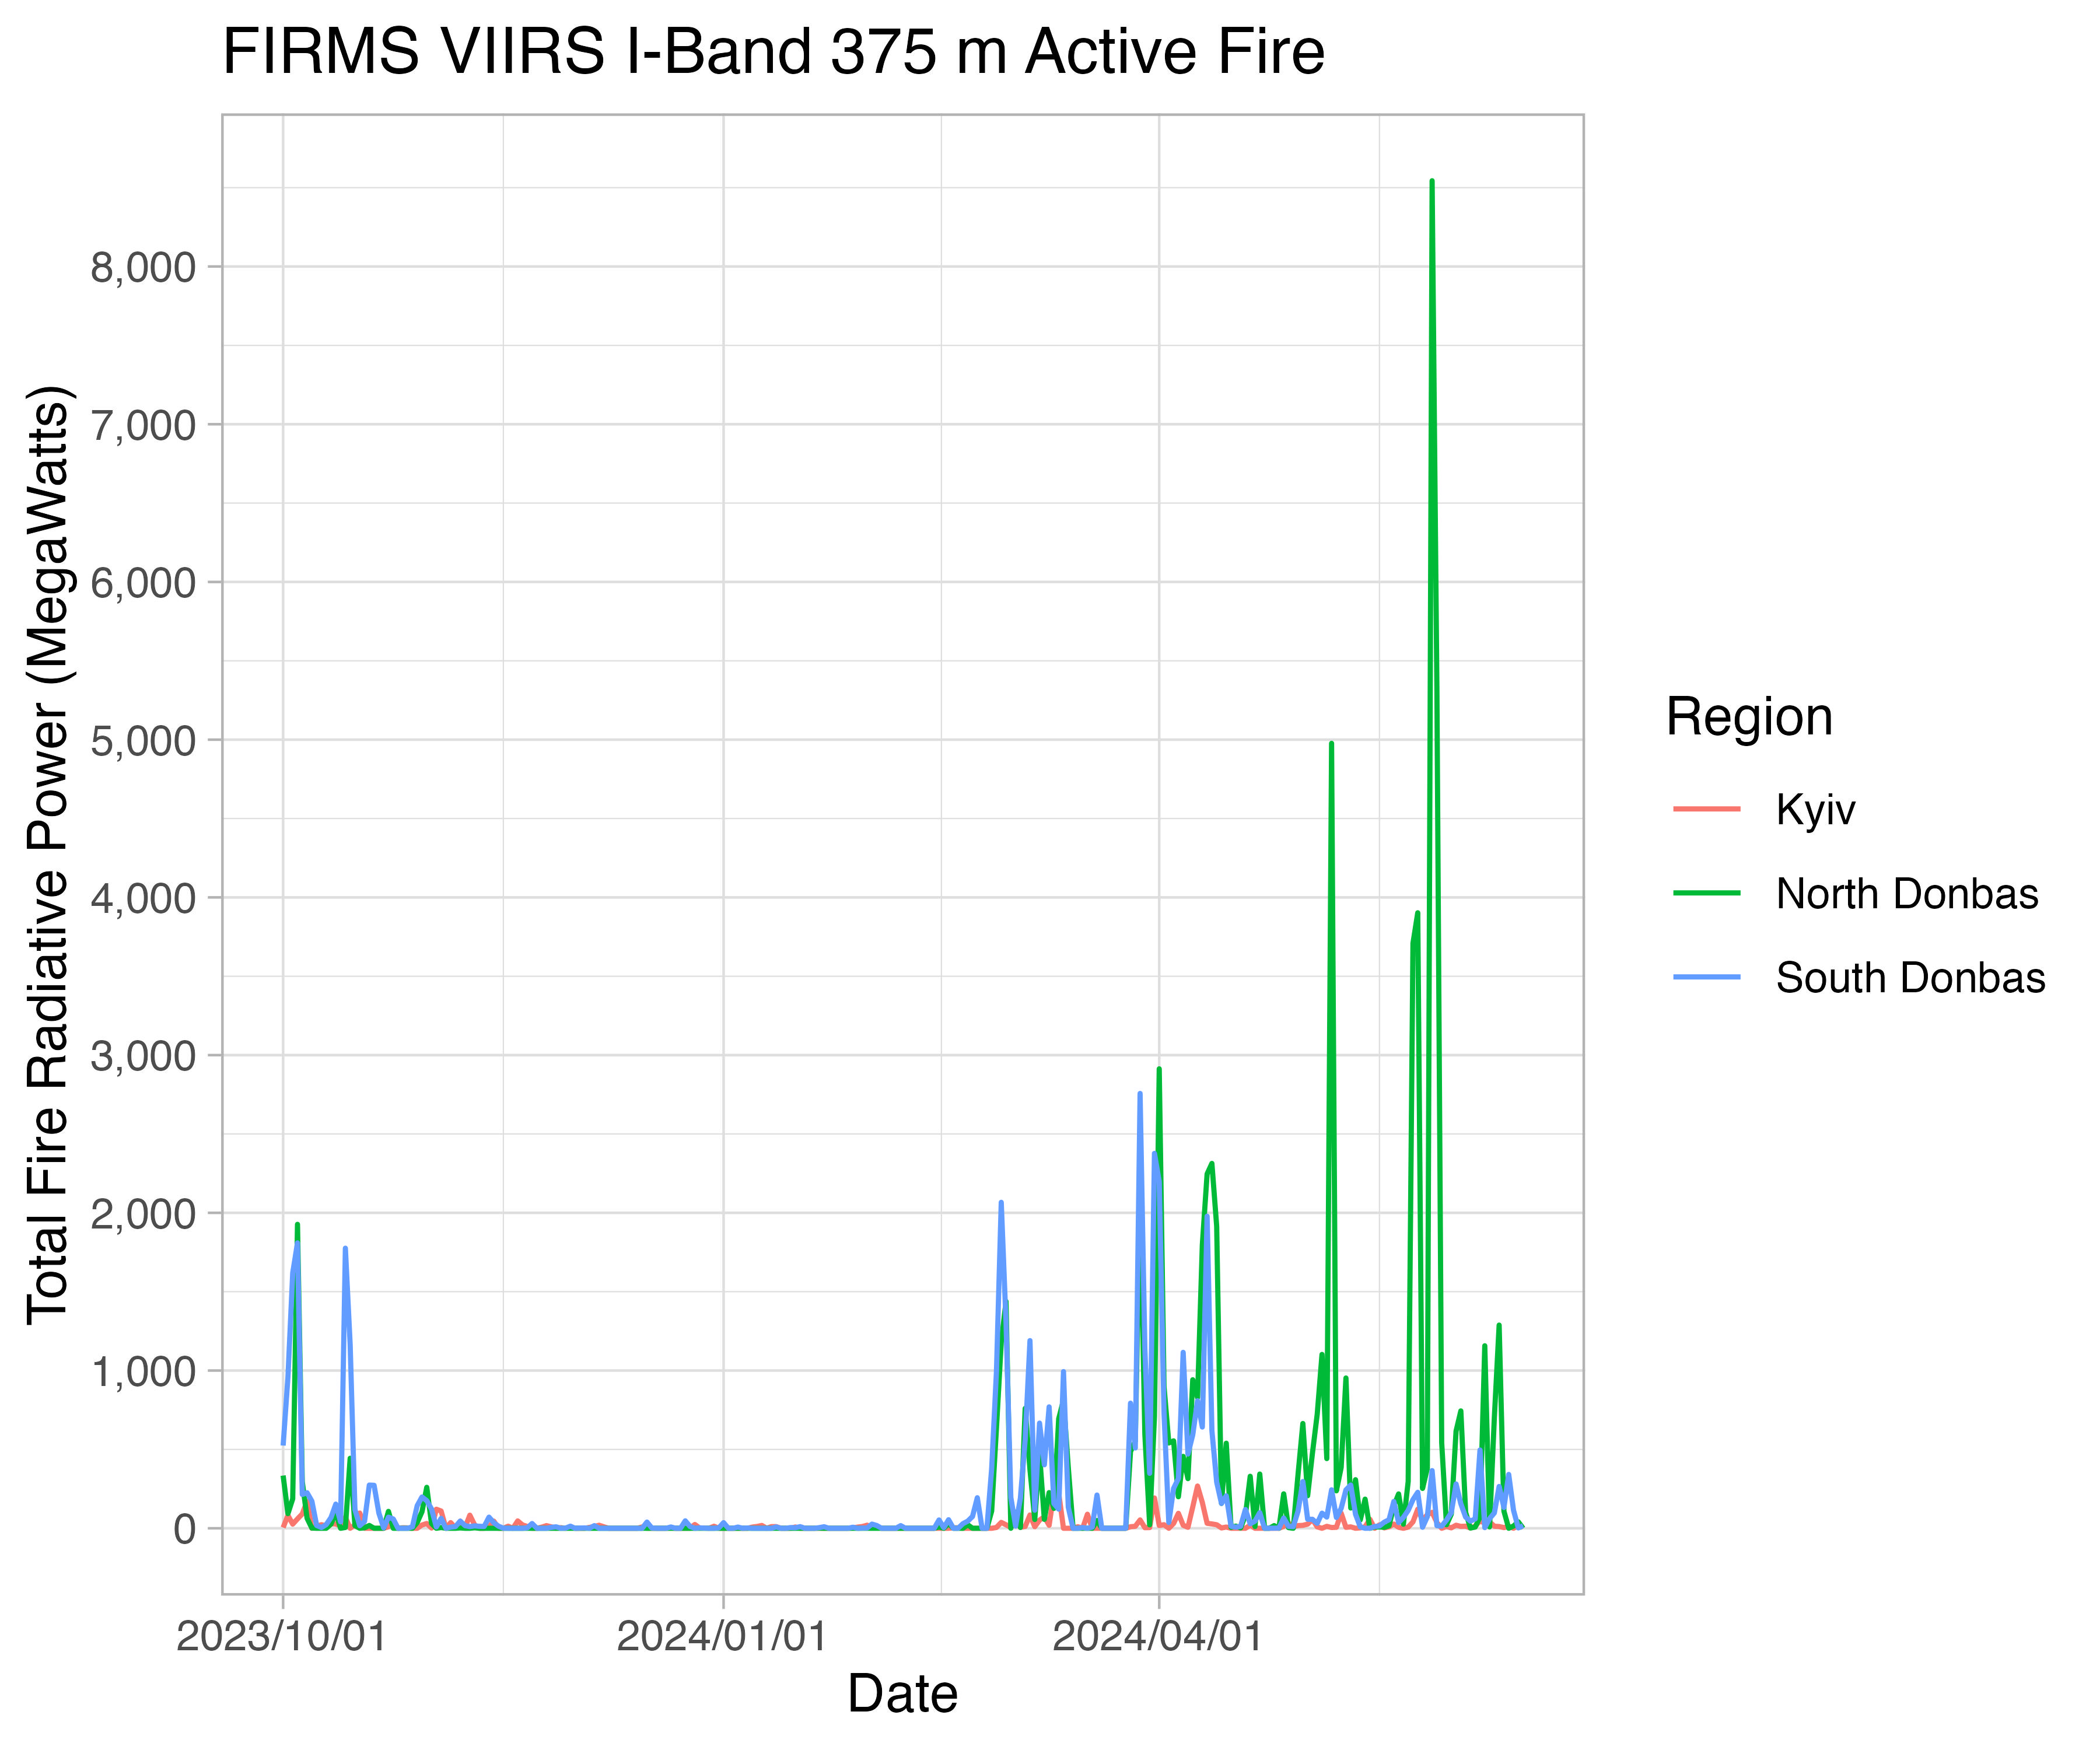 FIRMS VIIRS I-Band 375 m Active Fire
Total Fire Radiative Power (MegaWatts)
8,000
7,000
6,000
5,000
4,000
3,000
2,000
1,000
0
2023/10/01
2024/01/01
2024/04/01
Date
Region
Kyiv
North Donbas
South Donbas